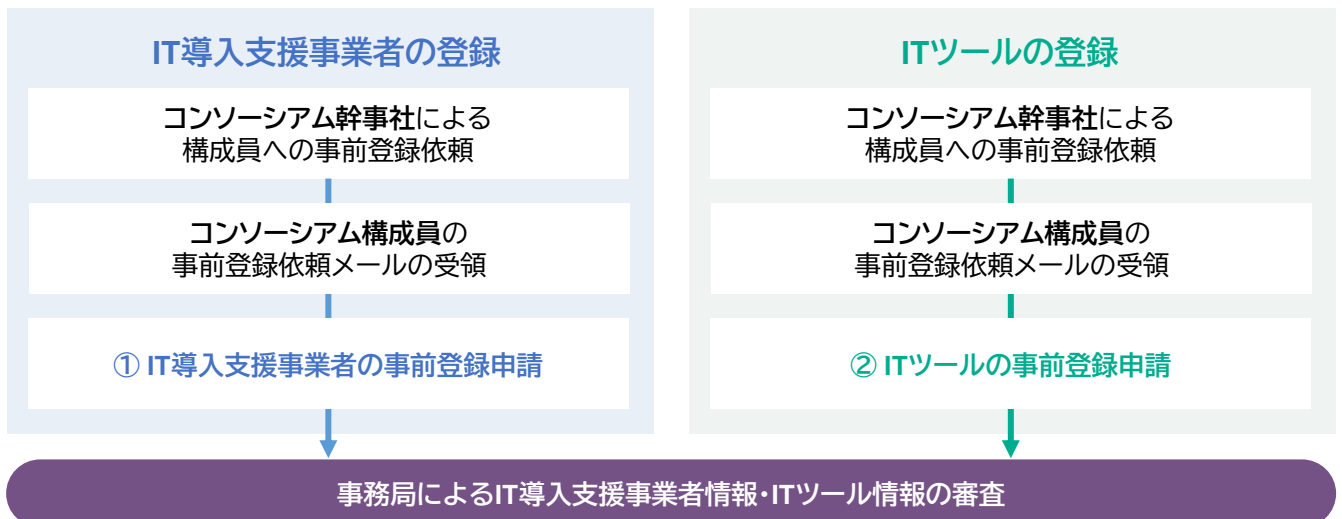 IT導入支援事業者の登録
コンソーシアム幹事社による
構成員への事前登録依頼
コンソーシアム構成員の
事前登録依頼メールの受領
① IT導入支援事業者の事前登録申請
ITツールの登録
コンソーシアム幹事社による
構成員への事前登録依頼
コンソーシアム構成員の
事前登録依頼メールの受領
② ITツールの事前登録申請
事務局によるIT導入支援事業者情報・ITツール情報の審査